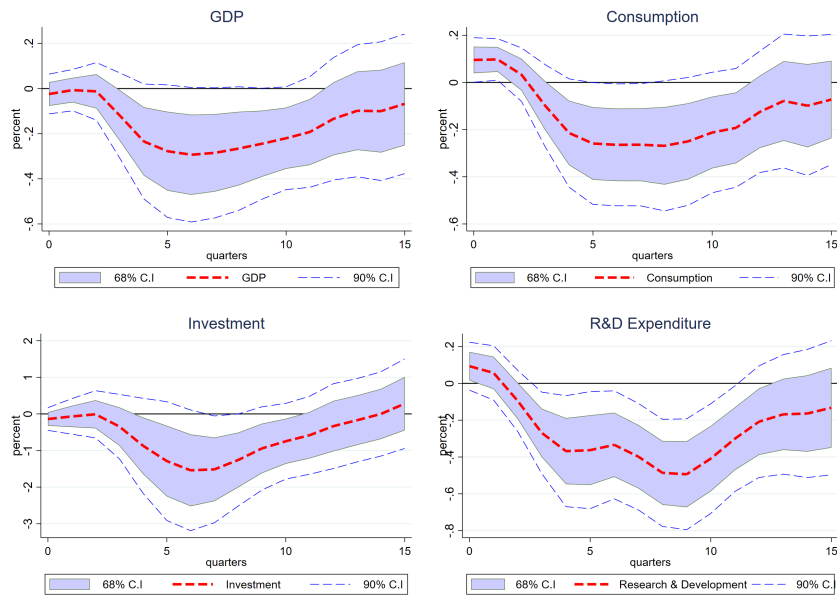 GDP
.2
0
-.2
-.4
-.6
percent
0
5
10
15
quarters
68% C.I
GDP
90% C.I
Consumption
.2
0
-.2
-.4
-.6
percent
0
5
10
15
quarters
68% C.I
Consumption
90% C.I
Investment
2
1
0
-1
-2
-3
percent
0
5
10
15
quarters
68% C.I
Investment
90% C.I
R&D Expenditure
.2
0
-.2
-.4
-.6
-.8
percent
0
5
10
15
quarters
68% C.I
Research & Development
90% C.I